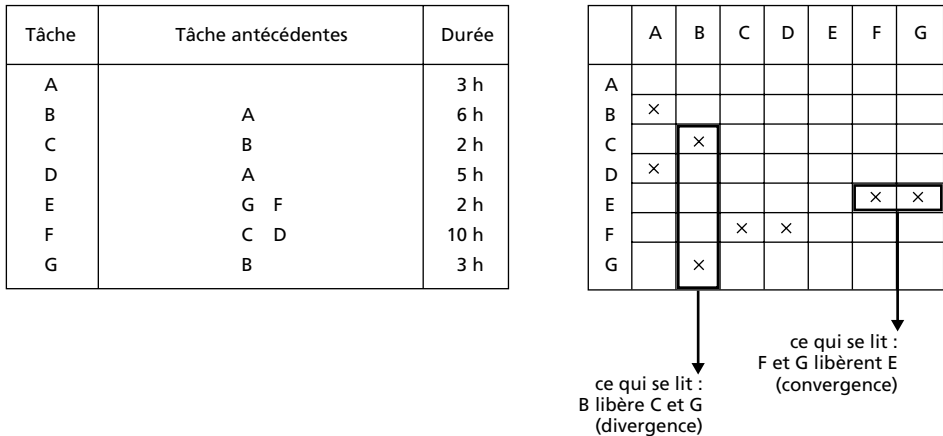 Tâche Tâche antécédentes Durée
A 3 h
B A 6 h
C B 2 h
D A 5 h
E G F 2 h
F C D 10 h
G B 3 h
A B C D E F G
A
B ×
C ×
D ×
E × ×
F × ×
G ×
ce qui se lit :
F et G libèrent E
(convergence)
ce qui se lit :
B libère C et G
(divergence)